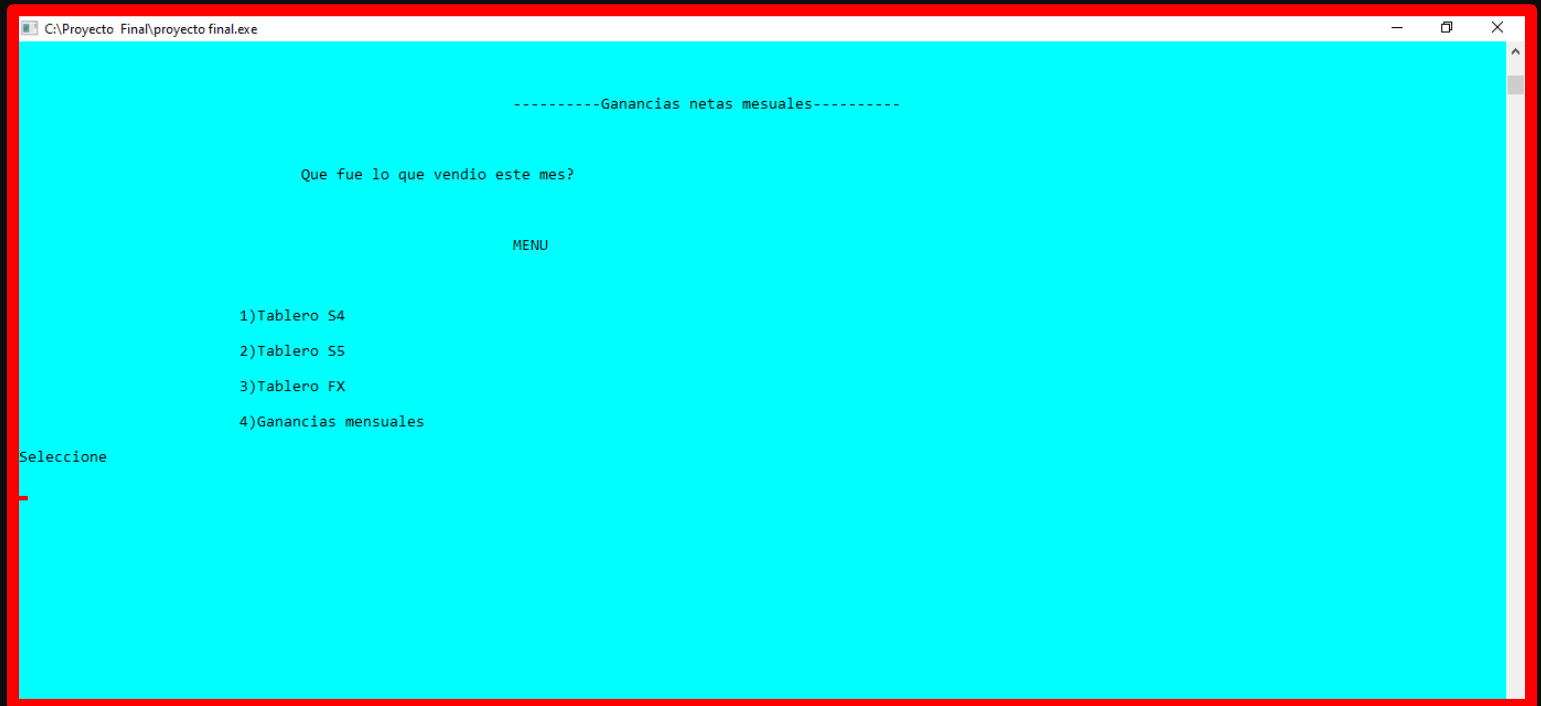 C:\Proyecto Final\proyecto final.exe
----------Ganancias netas mesuales----------
Que fue lo que vendio este mes?
MENU
1)Tablero S4
2)Tablero S5
3)Tablero FX
4)Ganancias mensuales
Seleccione